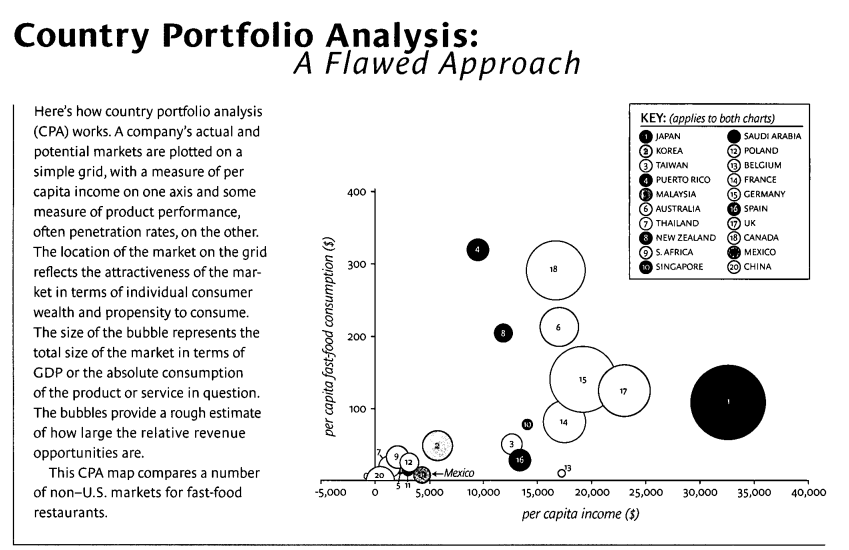 Country Portfolio Analysis:
A Flawed Approach
Here's how country portfolio analysis
(CPA) works. A company's actual and
potential markets are plotted on a
simple grid, with a measure of per
capita income on one axis and some
measure of product performance,
often penetration rates, on the other.
The location of the market on the grid
reflects the attractiveness of the mar-
ket in terms of individual consumer
wealth and propensity to consume.
The size of the bubble represents the
total size of the market in terms of
GDP or the absolute consumption
of the product or service in question.
The bubbles provide a rough estimate
of how large the relative revenue
opportunities are.
This CPA map compares a number
of non–U.S. markets for fast-food
restaurants.
KEY: (applies to both charts)
1 JAPAN
2 KOREA
3 TAIWAN
4 PUERTO RICO
MALAYSIA
6 AUSTRALIA
7 THAILAND
8 NEW ZEALAND
9 S. AFRICA
10 SINGAPORE
SAUDI ARABIA
12 POLAND
13 BELGIUM
14 FRANCE
15 GERMANY
16 SPAIN
17 UK
18 CANADA
MEXICO
20 CHINA
per capita fast-food consumption ($)
400
300
200
100
0
4
18
8
6
15
17
1
10
14
3
2
16
13
7
9
12
20
5
11
Mexico
-5,000
0
5,000
10,000
15,000
20,000
25,000
30,000
35,000
40,000
per capita income ($)